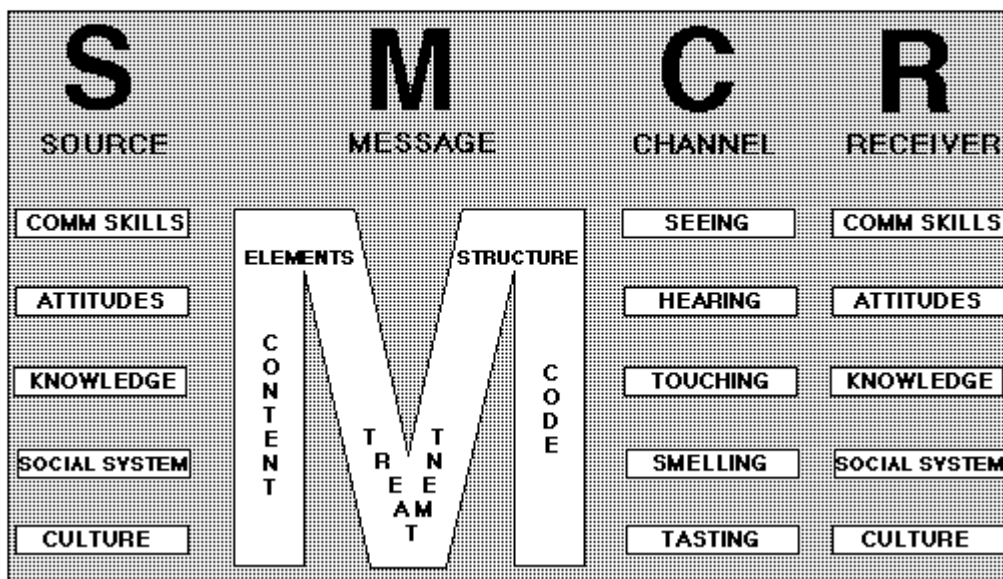 S M C R
SOURCE MESSAGE CHANNEL RECEIVER
COMM SKILLS
ATTITUDES
KNOWLEDGE
SOCIAL SYSTEM
CULTURE
ELEMENTS STRUCTURE
CONTENT
TREATMENT
CODE
SEEING
HEARING
TOUCHING
SMELLING
TASTING
COMM SKILLS
ATTITUDES
KNOWLEDGE
SOCIAL SYSTEM
CULTURE